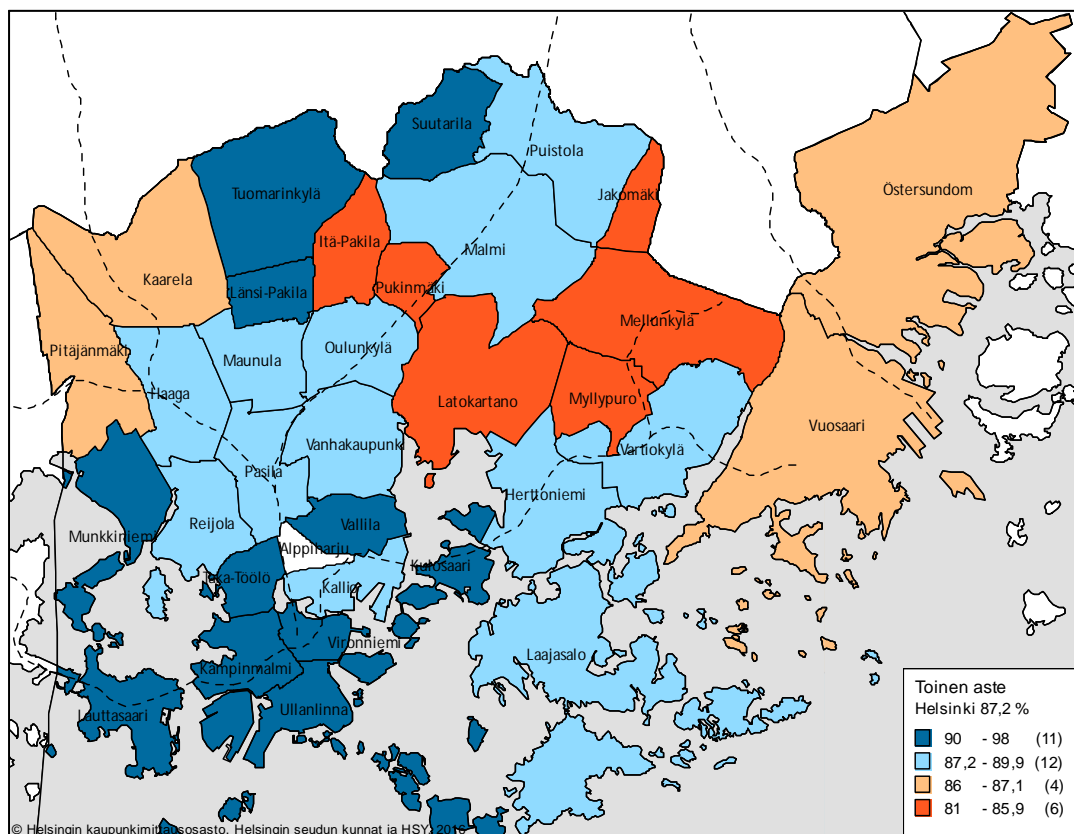 Suutarila
Puistola
Östersundom
Tuomarinkylä
Jakomäki
Itä-Pakila
Malmi
Kaarela
Pukinmäki
Länsi-Pakila
Mellunkylä
Pitäjänmäki
Oulunkylä
Maunula
Haaga
Latokartano
Myllypuro
Vuosaari
Vanhakaupunki
Vartiokylä
Pasila
Herttoniemi
Reijola
Vallila
Munkkiniemi
Alppiharju
Kulosaari
Taka-Töölö
Kallio
Vironniemi
Laajasalo
Kampinmalmi
Ullanlinna
Lauttasaari
Toinen aste
Helsinki 87,2 %
90 - 98 (11)
87,2 - 89,9 (12)
86 - 87,1 (4)
81 - 85,9 (6)
© Helsingin kaupunkimittausosasto, Helsingin seudun kunnat ja HSY, 2016